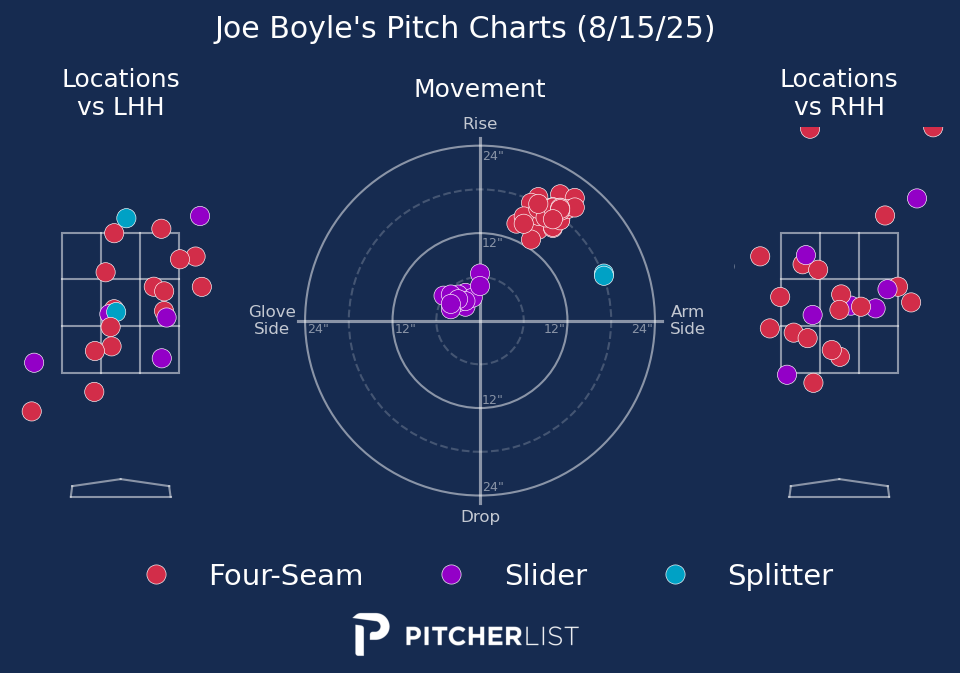 Joe Boyle's Pitch Charts (8/15/25)
Locations
vs LHH
Movement
Locations
vs RHH
Rise
24"
12"
Glove
Side
24"
12"
12"
24"
Arm
Side
12"
24"
Drop
Four-Seam
Slider
Splitter
PITCHERLIST